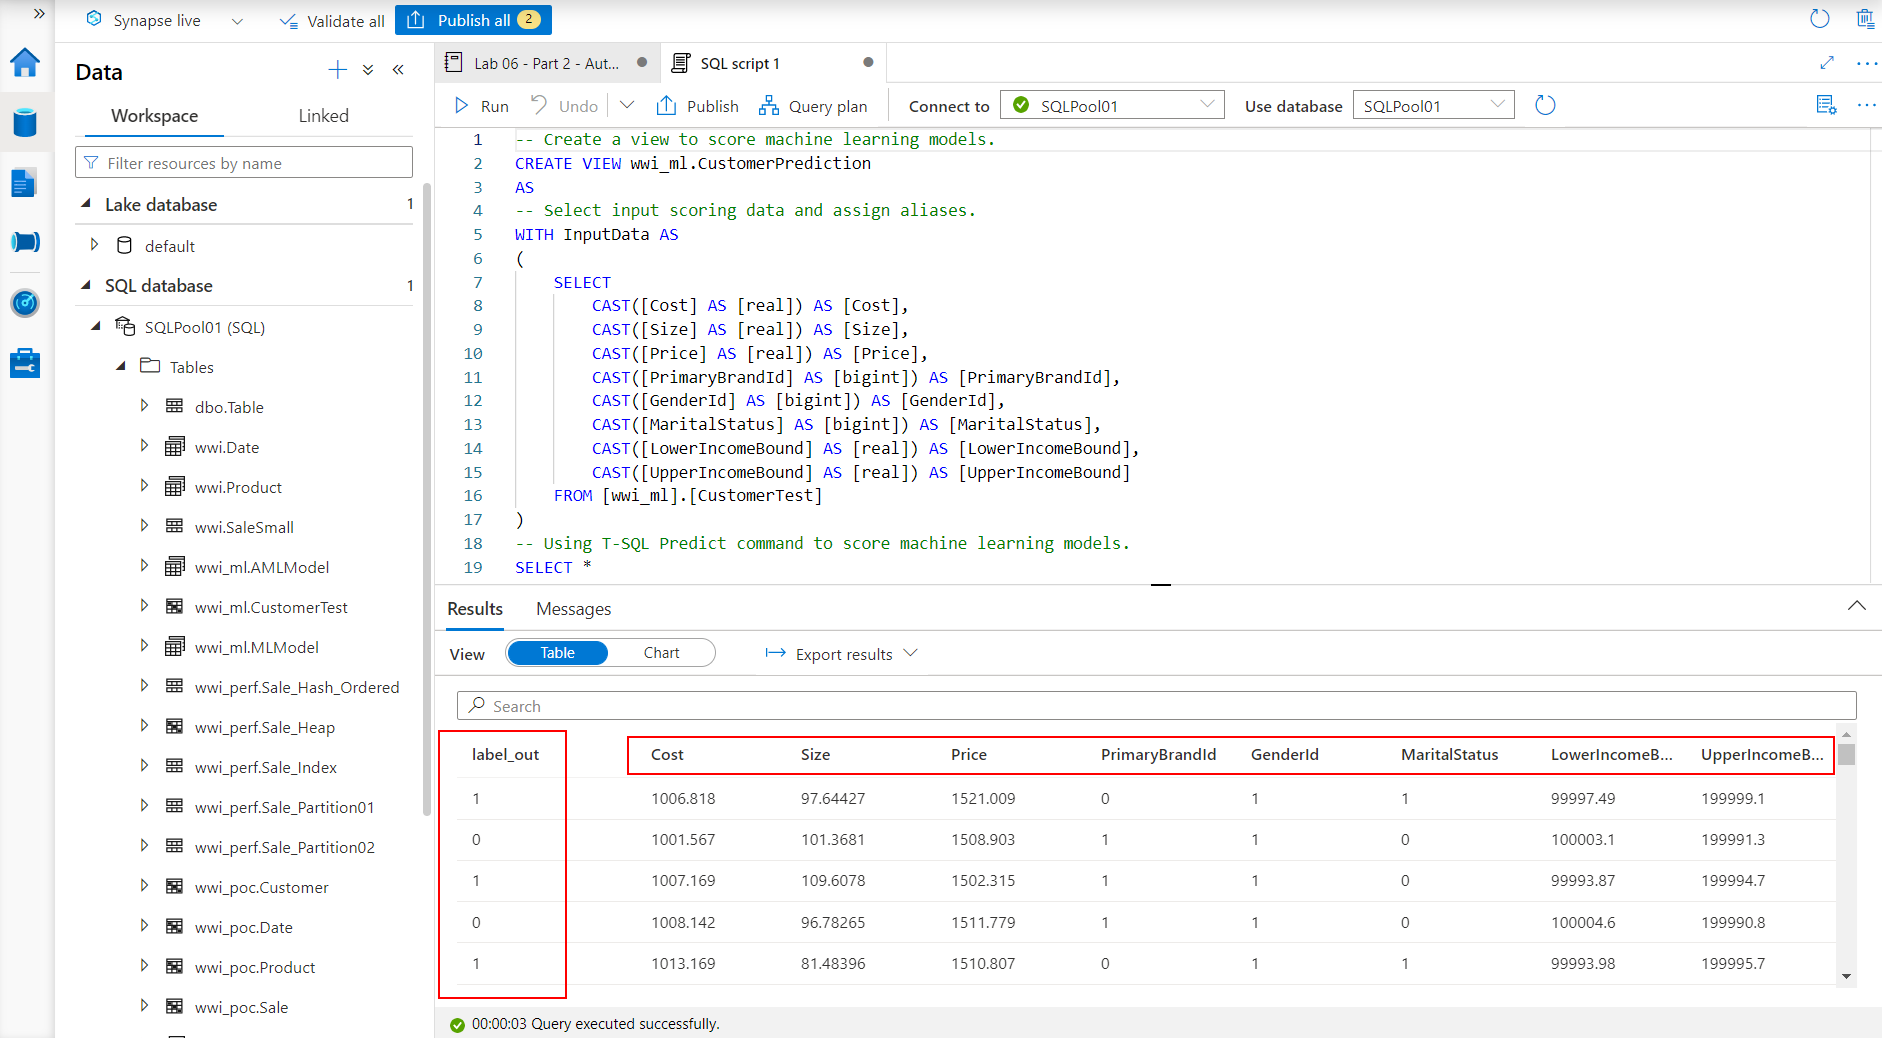 Synapse live
Validate all
Publish all 2
Data
Workspace
Linked
Filter resources by name
Lake database 1
default
SQL database 1
SQLPool01 (SQL)
Tables
dbo.Table
wwi.Date
wwi.Product
wwi.SaleSmall
wwi_ml.AMLModel
wwi_ml.CustomerTest
wwi_ml.MLModel
wwi_perf.Sale_Hash_Ordered
wwi_perf.Sale_Heap
wwi_perf.Sale_Index
wwi_perf.Sale_Partition01
wwi_perf.Sale_Partition02
wwi_poc.Customer
wwi_poc.Date
wwi_poc.Product
wwi_poc.Sale
Lab 06 - Part 2 - Aut...
SQL script 1
Run Undo Publish Query plan Connect to SQLPool01 Use database SQLPool01
1 -- Create a view to score machine learning models.
2 CREATE VIEW wwi_ml.CustomerPrediction
3 AS
4 -- Select input scoring data and assign aliases.
5 WITH InputData AS
6 (
7 SELECT
8 CAST([Cost] AS [real]) AS [Cost],
9 CAST([Size] AS [real]) AS [Size],
10 CAST([Price] AS [real]) AS [Price],
11 CAST([PrimaryBrandId] AS [bigint]) AS [PrimaryBrandId],
12 CAST([GenderId] AS [bigint]) AS [GenderId],
13 CAST([MaritalStatus] AS [bigint]) AS [MaritalStatus],
14 CAST([LowerIncomeBound] AS [real]) AS [LowerIncomeBound],
15 CAST([UpperIncomeBound] AS [real]) AS [UpperIncomeBound]
16 FROM [wwi_ml].[CustomerTest]
17 )
18 -- Using T-SQL Predict command to score machine learning models.
19 SELECT *
Results Messages
View Table Chart Export results
Search
label_out Cost Size Price PrimaryBrandId GenderId MaritalStatus LowerIncomeB... UpperIncomeB...
1 1006.818 97.64427 1521.009 0 1 1 99997.49 199999.1
0 1001.567 101.3681 1508.903 1 1 0 100003.1 199991.3
1 1007.169 109.6078 1502.315 1 1 0 99993.87 199994.7
0 1008.142 96.78265 1511.779 1 1 0 100004.6 199990.8
1 1013.169 81.48396 1510.807 0 1 1 99993.98 199995.7
00:00:03 Query executed successfully.